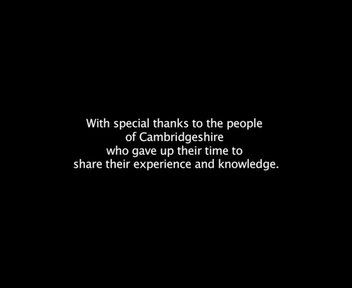 With special thanks to the people
of Cambridgeshire
who gave up their time to
share their experience and knowledge.